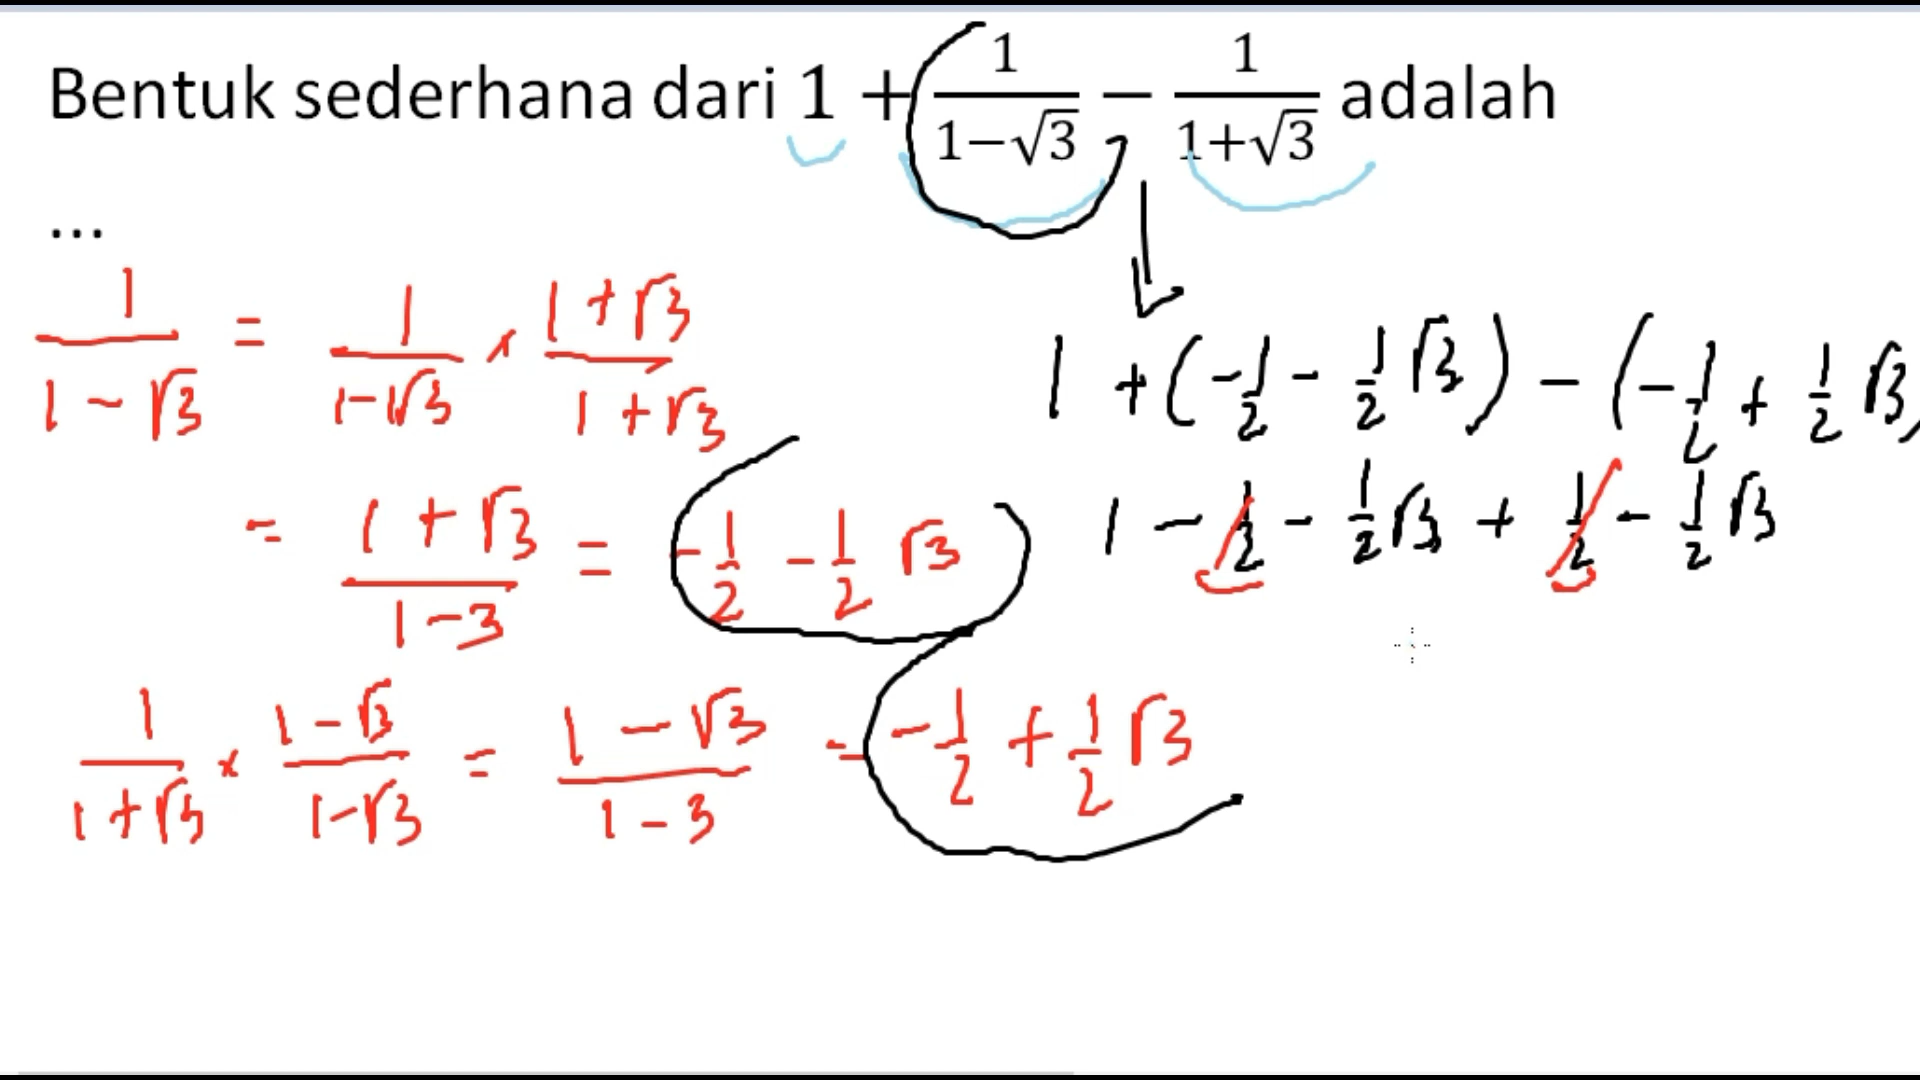 Bentuk sederhana dari 1 + 1/(1−√3) − 1/(1+√3) adalah
...
1/(1 − √3) = 1/(1−√3) × (1 + √3)/(1 + √3)
= (1 + √3)/(1 − 3) = −1/2 − 1/2 √3
1/(1 + √3) × (1 − √3)/(1 − √3) = (1 − √3)/(1 − 3) = −1/2 + 1/2 √3
1 + (−1/2 − 1/2 √3) − (−1/2 + 1/2 √3)
1 − 1/2 − 1/2 √3 + 1/2 − 1/2 √3